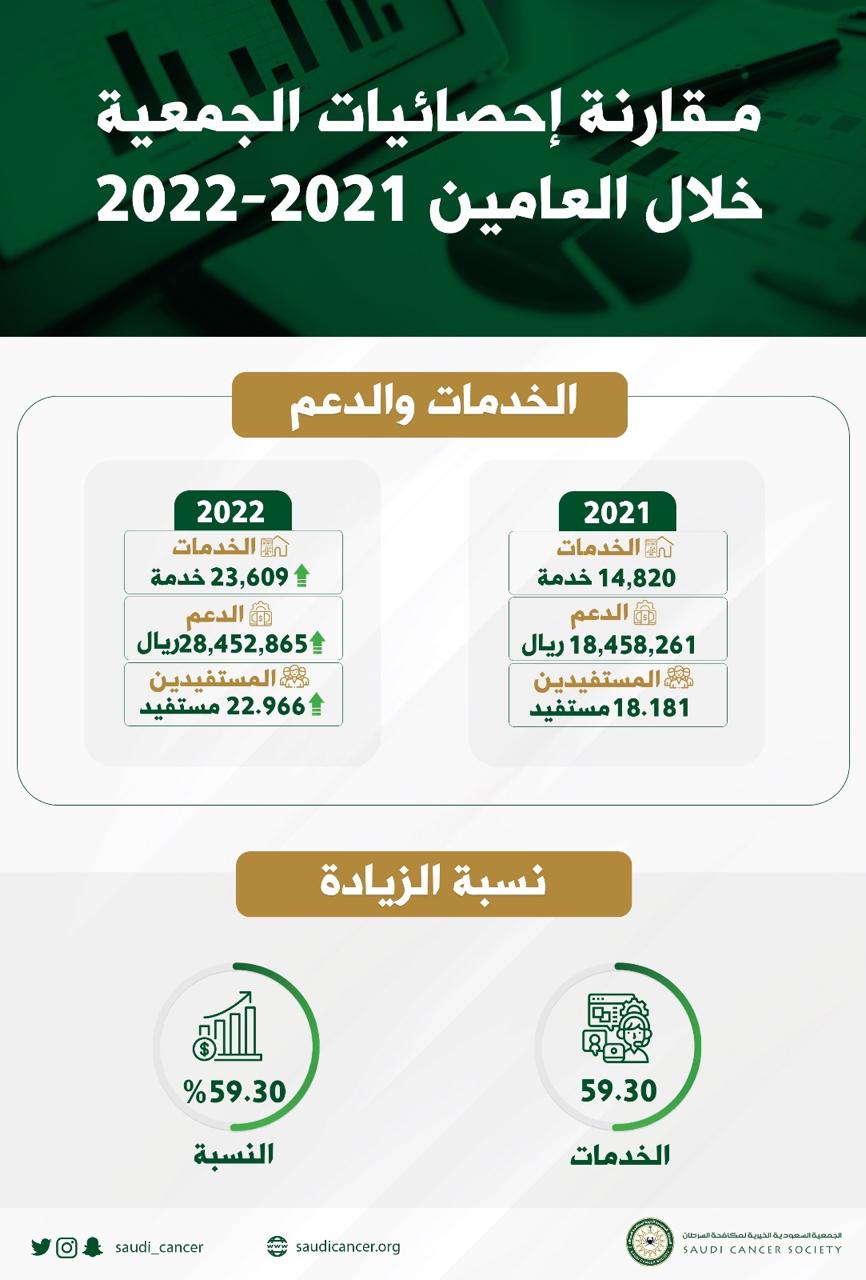 مـقارنة إحصائيات الجمعية
خلال العامين 2021-2022
الخدمات والدعم
2021
الخدمات
14,820 خدمة
الدعم
18,458,261 ريال
المستفيدين
18.181 مستفيد
2022
الخدمات
23,609 خدمة
الدعم
28,452,865ريال
المستفيدين
22.966 مستفيد
نسبة الزيادة
59.30
الخدمات
%59.30
النسبة
الجمعية السعودية الخيرية لمكافحة السرطان
SAUDI CANCER SOCIETY
saudicancer.org
saudi_cancer